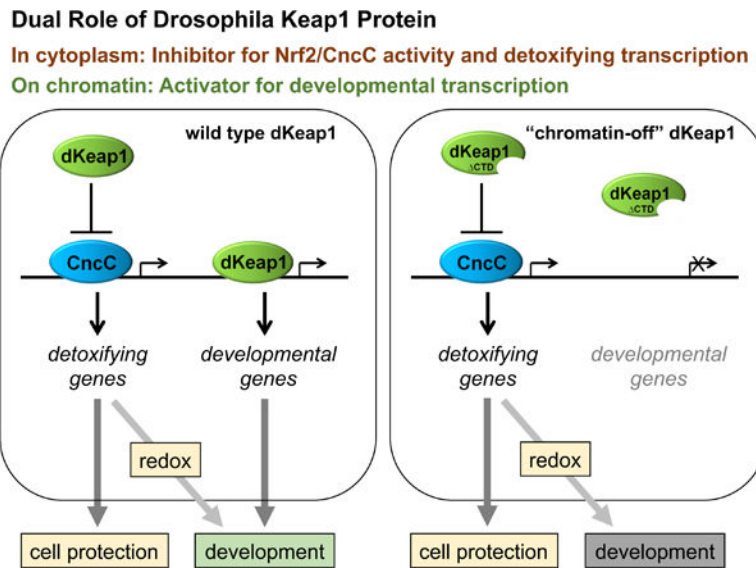 Dual Role of Drosophila Keap1 Protein
In cytoplasm: Inhibitor for Nrf2/CncC activity and detoxifying transcription
On chromatin: Activator for developmental transcription
wild type dKeap1
dKeap1
CncC
dKeap1
detoxifying
genes
developmental
genes
redox
cell protection
development
“chromatin-off” dKeap1
dKeap1
ΔCTD
dKeap1
ΔCTD
CncC
detoxifying
genes
developmental
genes
redox
cell protection
development